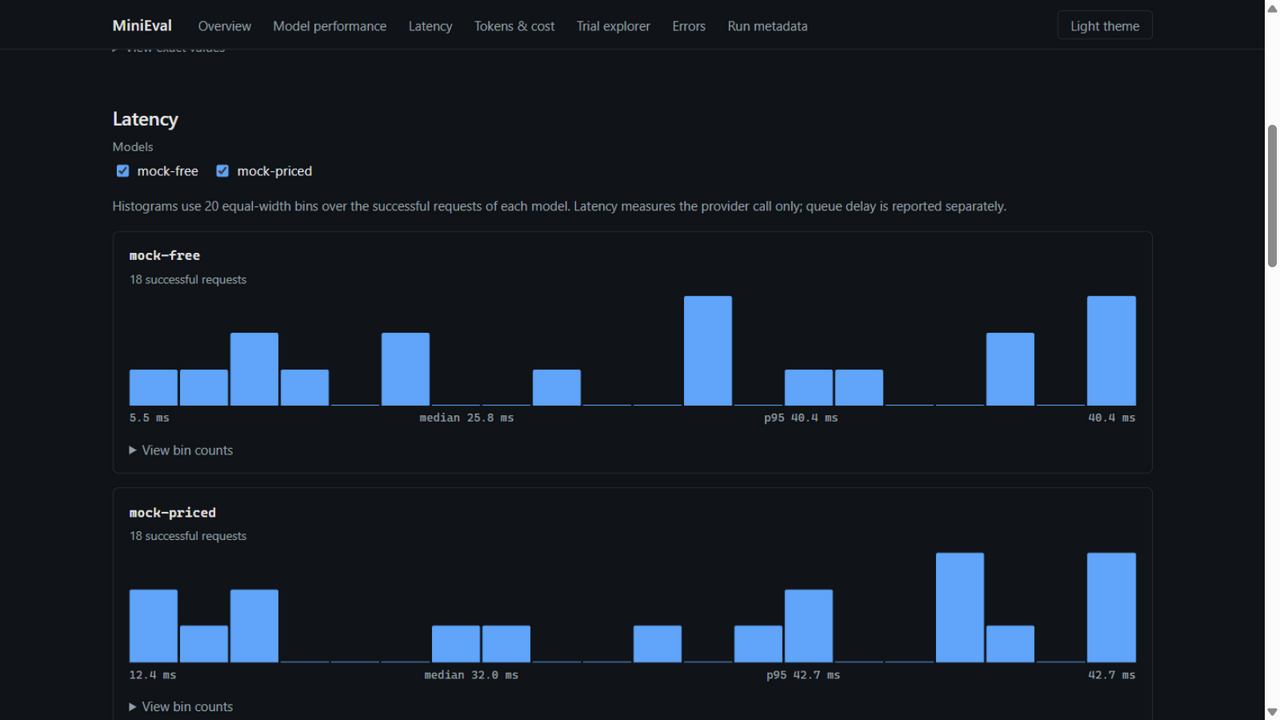 MiniEval Overview Model performance Latency Tokens & cost Trial explorer Errors Run metadata Light theme
View exact values
Latency
Models
mock-free mock-priced
Histograms use 20 equal-width bins over the successful requests of each model. Latency measures the provider call only; queue delay is reported separately.
mock-free
18 successful requests
5.5 ms median 25.8 ms p95 40.4 ms 40.4 ms
View bin counts
mock-priced
18 successful requests
12.4 ms median 32.0 ms p95 42.7 ms 42.7 ms
View bin counts